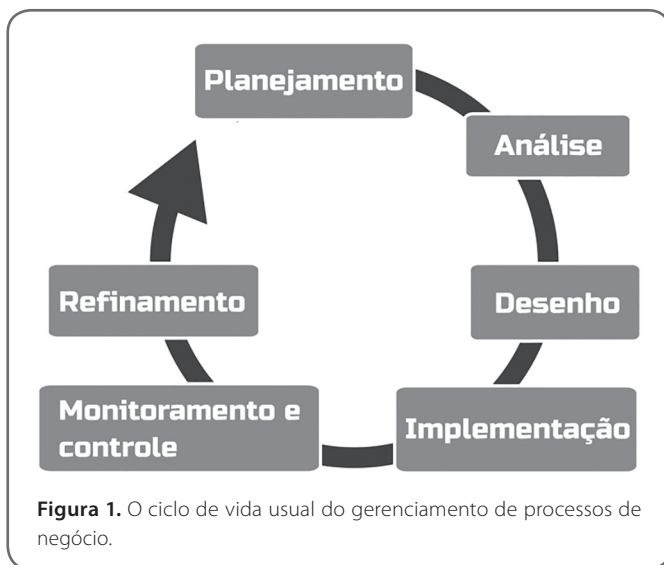 Planejamento
Análise
Desenho
Implementação
Monitoramento e
controle
Refinamento
Figura 1. O ciclo de vida usual do gerenciamento de processos de
negócio.